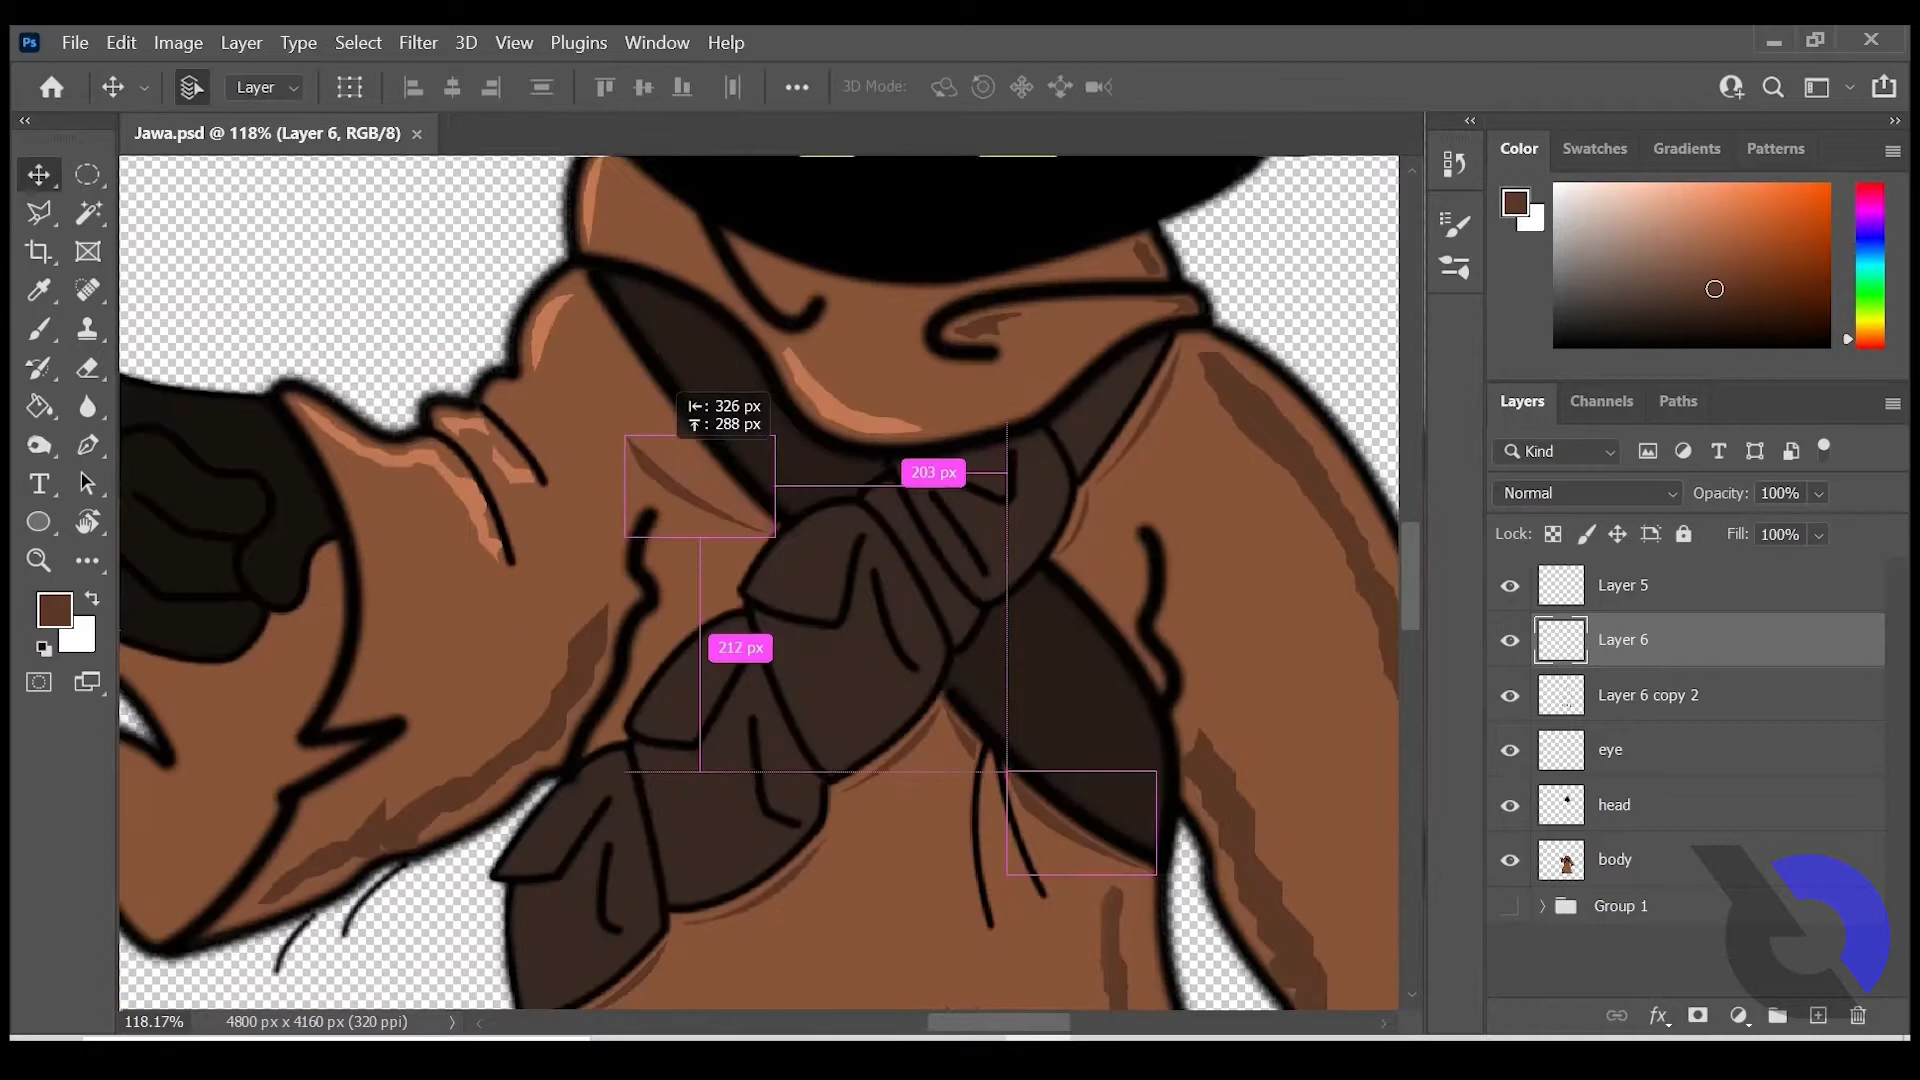 Ps File Edit Image Layer Type Select Filter 3D View Plugins Window Help
Layer 3D Mode:
Jawa.psd @ 118% (Layer 6, RGB/8)
Color Swatches Gradients Patterns
: 326 px
: 288 px
203 px
212 px
Layers Channels Paths
Kind
Normal Opacity: 100%
Lock: Fill: 100%
Layer 5
Layer 6
Layer 6 copy 2
eye
head
body
Group 1
fx
118.17% 4800 px x 4160 px (320 ppi)